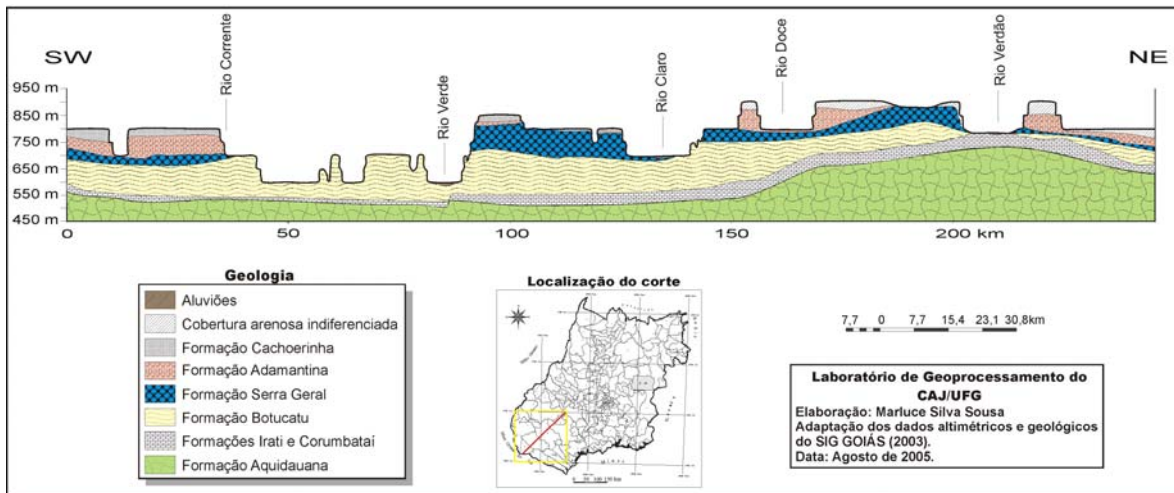 SW
NE
Rio Corrente
Rio Verde
Rio Claro
Rio Doce
Rio Verdão
950 m
850 m
750 m
650 m
550 m
450 m
0
50
100
150
200 km
Geologia
Aluviões
Cobertura arenosa indiferenciada
Formação Cachoerinha
Formação Adamantina
Formação Serra Geral
Formação Botucatu
Formações Irati e Corumbataí
Formação Aquidauana
Localização do corte
7,7 0 7,7 15,4 23,1 30,8km
Laboratório de Geoprocessamento do
CAJ/UFG
Elaboração: Marluce Silva Sousa
Adaptação dos dados altimétricos e geológicos
do SIG GOIÁS (2003).
Data: Agosto de 2005.